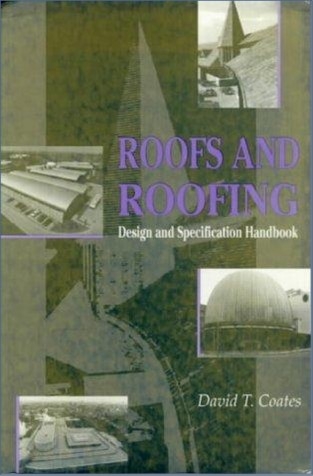 ROOFS AND
ROOFING
Design and Specification Handbook
David T. Coates